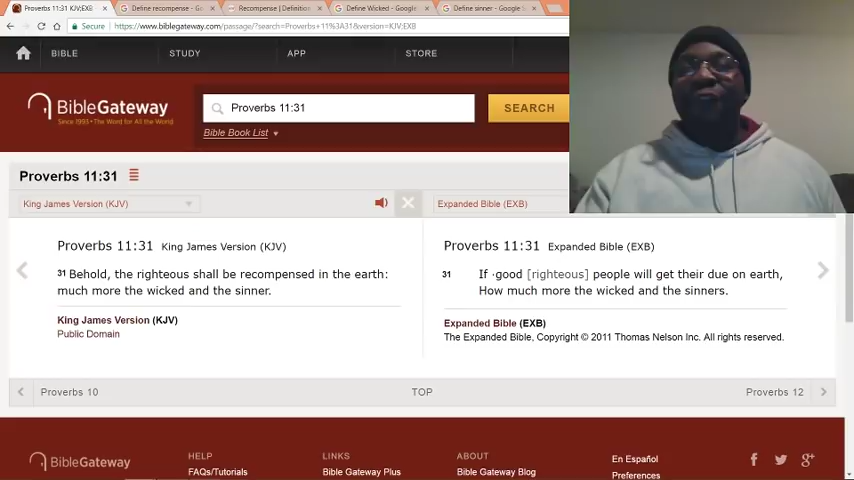 Proverbs 11:31 KJV;EXB
Define recompense - Go
Recompense | Definition
Define Wicked - Google
Define sinner - Google S
Secure
https://www.biblegateway.com/passage/?search=Proverbs+11%3A31&version=KJV;EXB
BIBLE
STUDY
APP
STORE
BibleGateway
Since 1993 • The Word for All the World
Proverbs 11:31
SEARCH
Bible Book List
Proverbs 11:31
King James Version (KJV)
Expanded Bible (EXB)
Proverbs 11:31 King James Version (KJV)
31 Behold, the righteous shall be recompensed in the earth:
much more the wicked and the sinner.
King James Version (KJV)
Public Domain
Proverbs 11:31 Expanded Bible (EXB)
31 If ·good [righteous] people will get their due on earth,
How much more the wicked and the sinners.
Expanded Bible (EXB)
The Expanded Bible, Copyright © 2011 Thomas Nelson Inc. All rights reserved.
Proverbs 10
TOP
Proverbs 12
BibleGateway
HELP
FAQs/Tutorials
LINKS
Bible Gateway Plus
ABOUT
Bible Gateway Blog
En Español
Preferences
f
g+